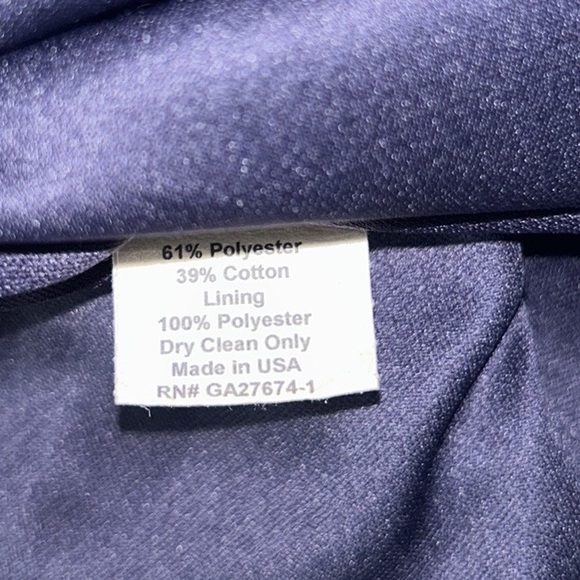 61% Polyester
39% Cotton
Lining
100% Polyester
Dry Clean Only
Made in USA
RN# GA27674-1